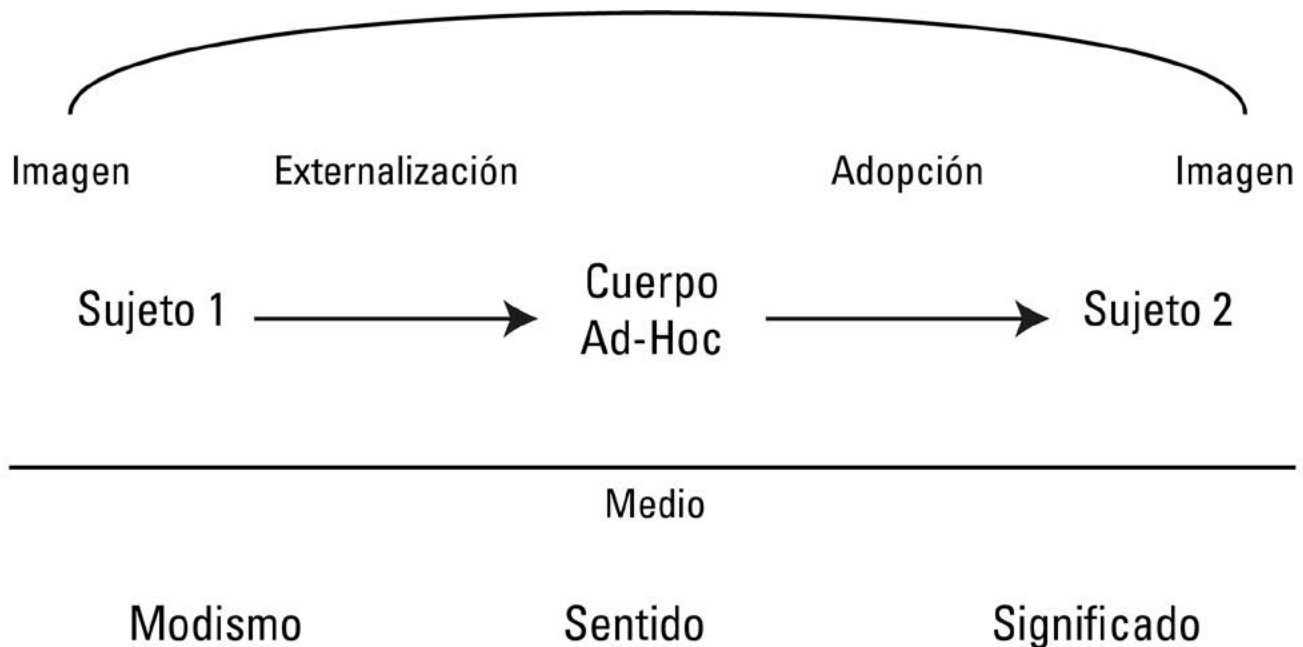 Imagen Externalización Adopción Imagen
Sujeto 1 Cuerpo Ad-Hoc Sujeto 2
Medio
Modismo Sentido Significado